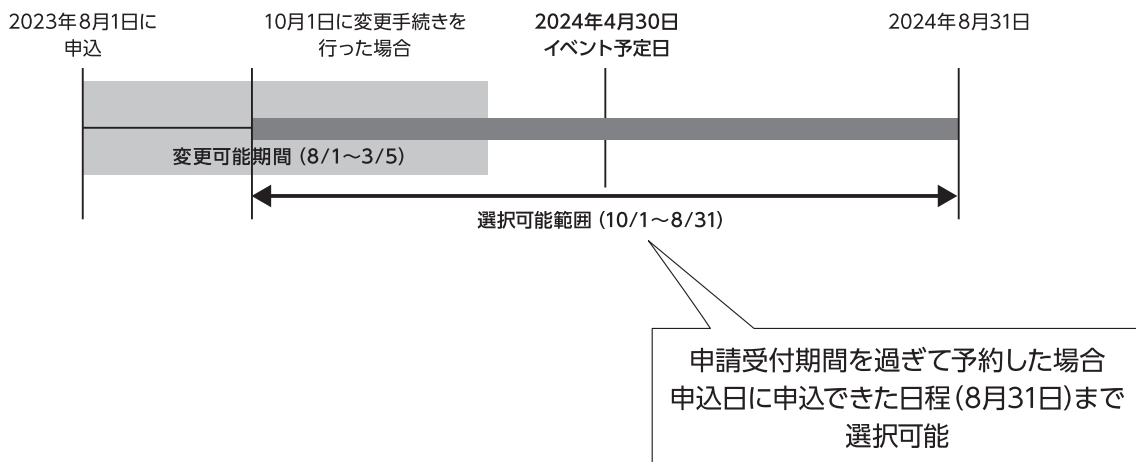 2023年8月1日に
申込
10月1日に変更手続きを
行った場合
2024年4月30日
イベント予定日
2024年8月31日
変更可能期間（8/1～3/5）
選択可能範囲（10/1～8/31）
申請受付期間を過ぎて予約した場合
申込日に申込できた日程（8月31日）まで
選択可能